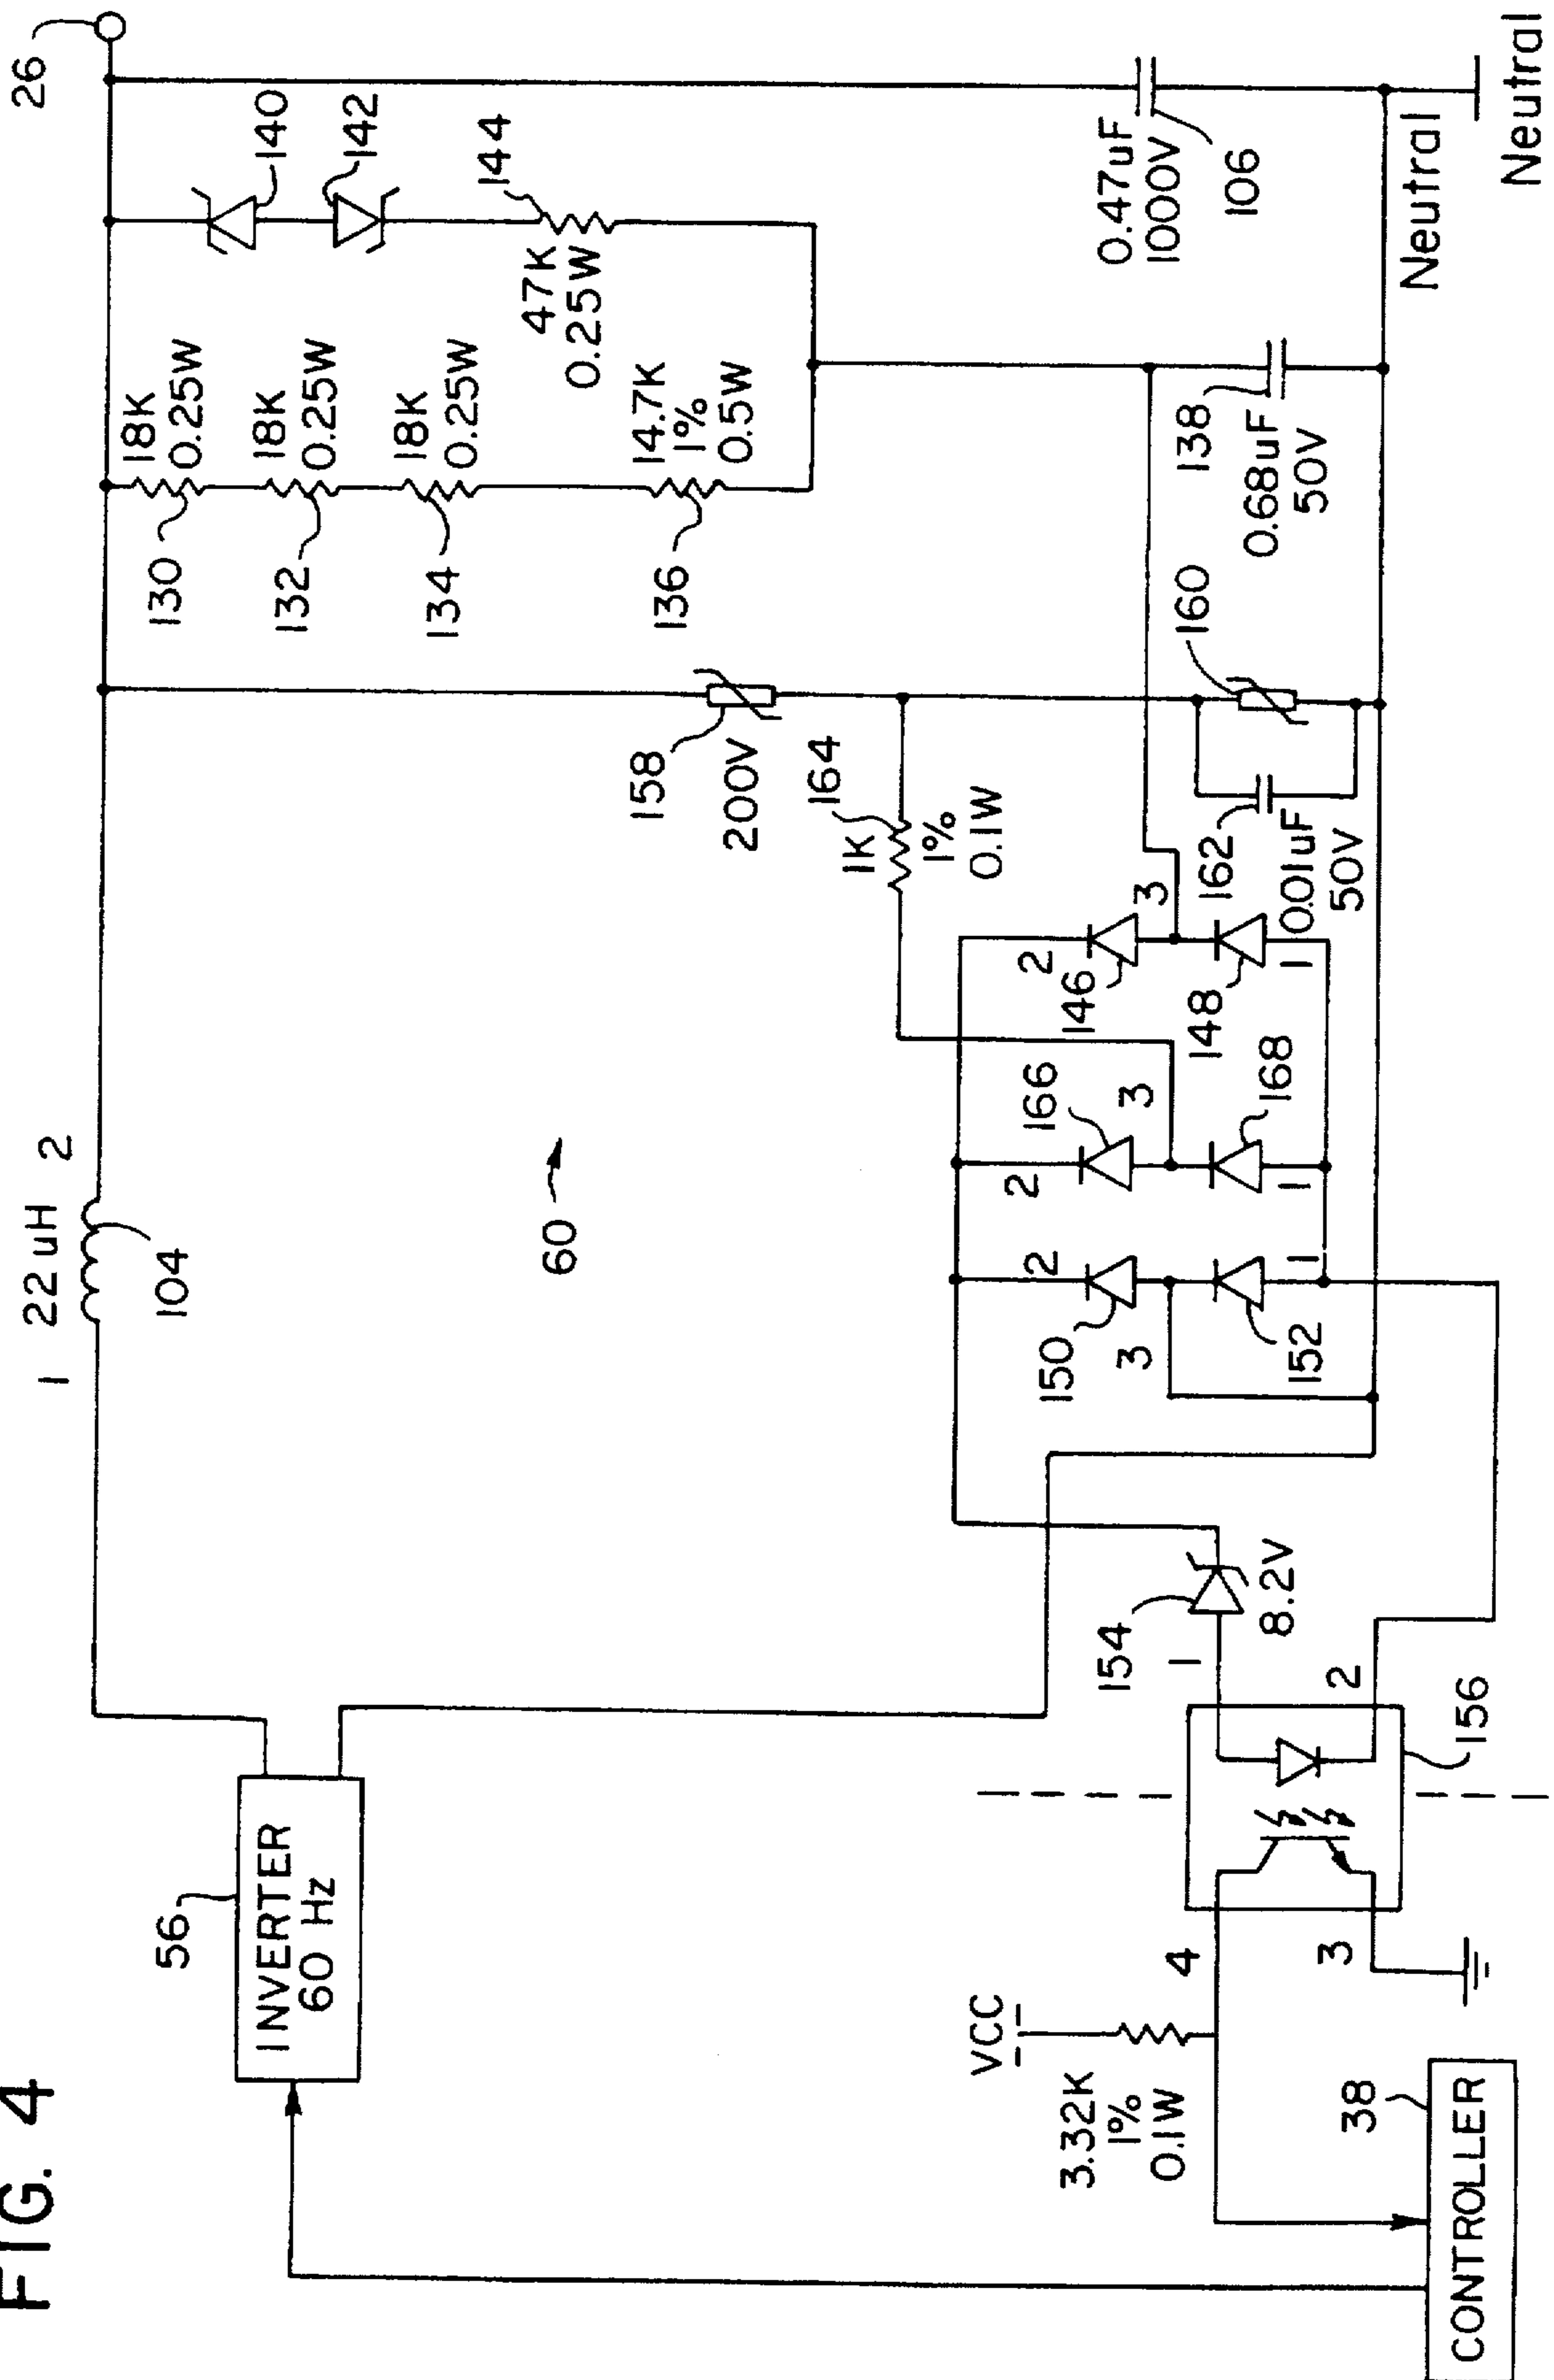 FIG. 4
56
INVERTER
60 Hz
1
22 uH
2
104
26
60
130
18K
0.25W
132
18K
0.25W
134
18K
0.25W
136
14.7K
1%
0.5W
140
142
144
47K
0.25W
158
200V
164
1K
1%
0.1W
0.47uF
1000V
106
138
0.68uF
50V
160
162
0.01uF
50V
2
146
3
148
1
166
2
3
168
1
2
150
3
152
1
154
8.2V
1
2
156
4
3
VCC
3.32K
1%
0.1W
38
CONTROLLER
Neutral
Neutral